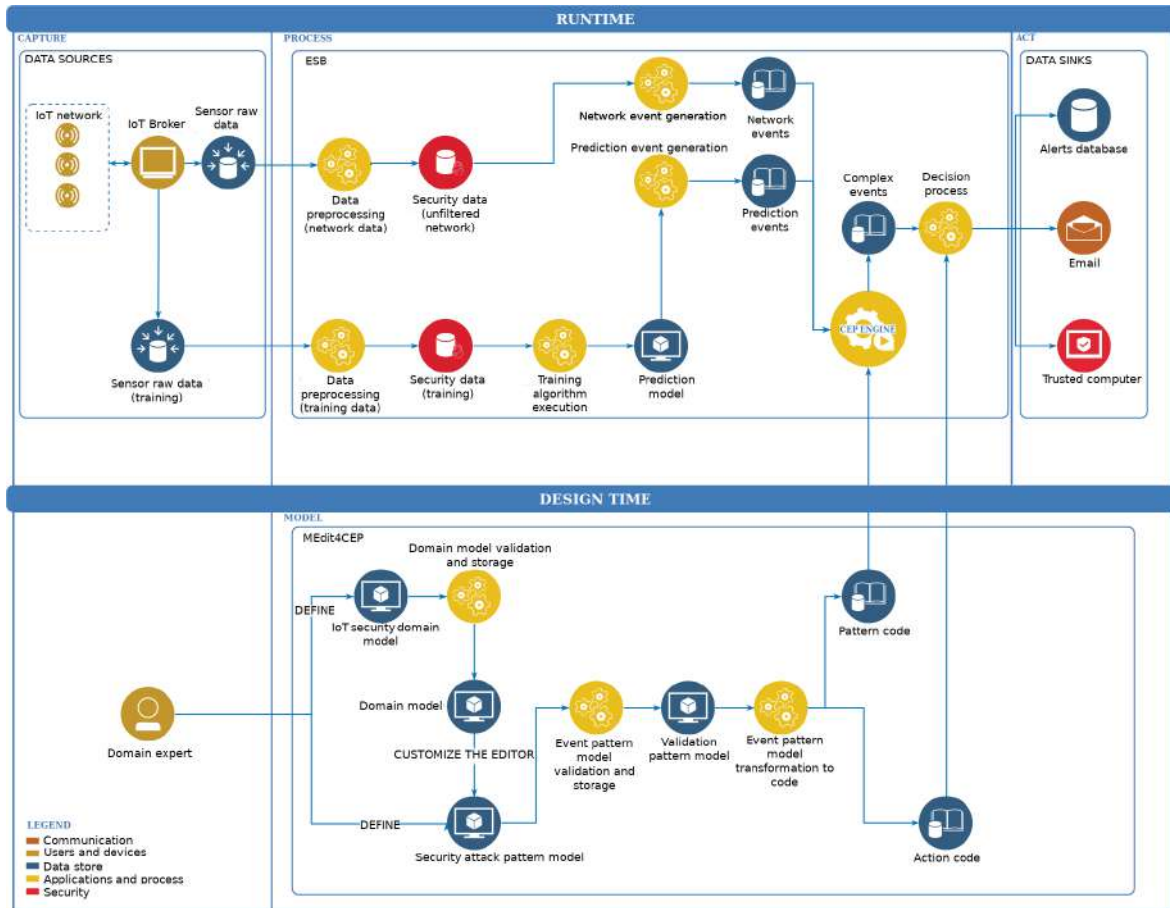 RUNTIME
CAPTURE
PROCESS
ACT
DATA SOURCES
ESB
DATA SINKS
IoT network
IoT Broker
Sensor raw
data
Network event generation
Network
events
Prediction event generation
Prediction
events
Data
preprocessing
(network data)
Security data
(unfiltered
network)
Complex
events
Decision
process
Alerts database
Email
Trusted computer
CEP ENGINE
Sensor raw data
(training)
Data
preprocessing
(training data)
Security data
(training)
Training
algorithm
execution
Prediction
model
DESIGN TIME
MODEL
MEdit4CEP
Domain model validation
and storage
DEFINE
IoT security domain
model
Pattern code
Domain model
Domain expert
CUSTOMIZE THE EDITOR
Event pattern
model
validation and
storage
Validation
pattern model
Event pattern
model
transformation to
code
DEFINE
Security attack pattern model
Action code
LEGEND
Communication
Users and devices
Data store
Applications and process
Security